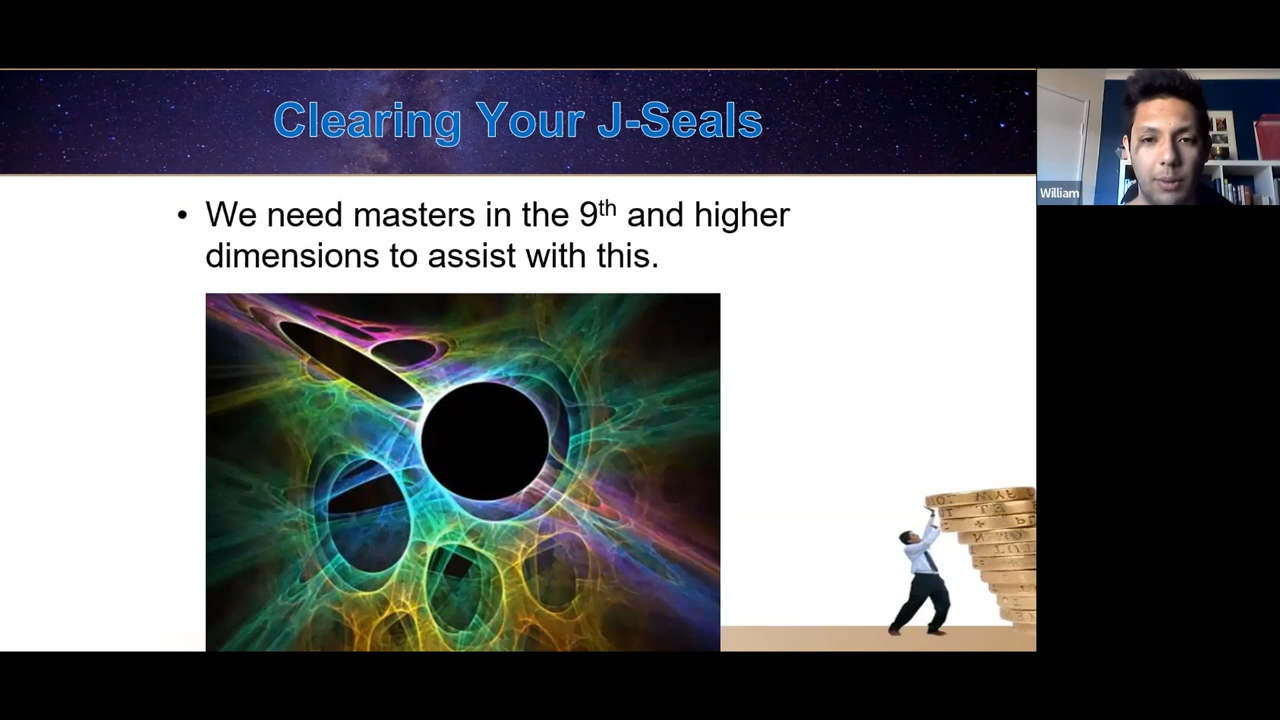 Clearing Your J-Seals
• We need masters in the 9th and higher
dimensions to assist with this.
William